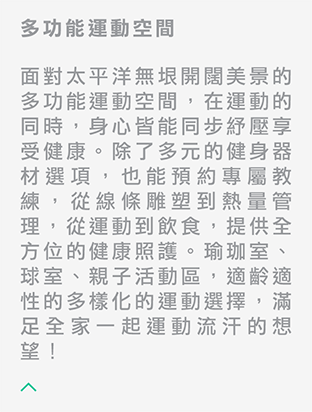 多功能運動空間
面對太平洋無垠開闊美景的
多功能運動空間，在運動的
同時，身心皆能同步紓壓享
受健康。除了多元的健身器
材選項，也能預約專屬教
練，從線條雕塑到熱量管
理，從運動到飲食，提供全
方位的健康照護。瑜珈室、
球室、親子活動區，適齡適
性的多樣化的運動選擇，滿
足全家一起運動流汗的想
望！